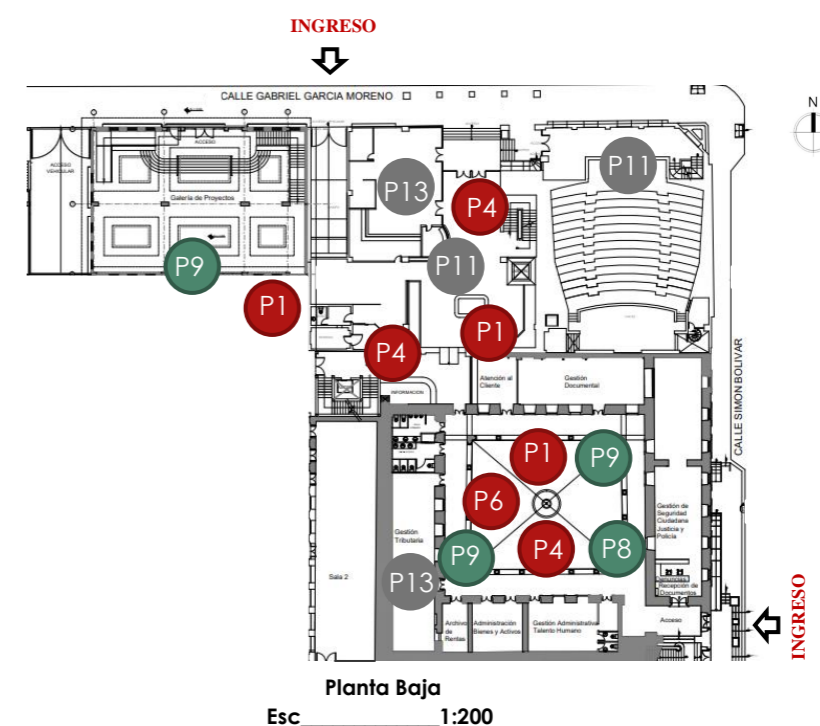 INGRESO
CALLE GABRIEL GARCIA MORENO
N
ACCESO
VEHICULAR
ACCESO
Galería de Proyectos
P13
P11
P4
P9
P11
P1
P1
P4
INFORMACIÓN
Atención al
Cliente
Gestión
Documental
CALLE SIMON BOLIVAR
P1
P9
P6
P9
P4
P8
Gestión
Tributaria
P13
Sala 2
Gestión de
Seguridad
Ciudadana
Justicia y
Policía
Recepción de
Documentos
Archivo
de
Rentas
Administración
Bienes y Activos
Gestión Administrativa
Talento Humano
Acceso
INGRESO
Planta Baja
Esc____________1:200